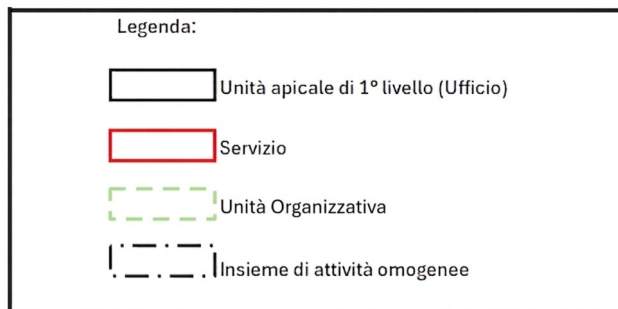 Legenda:
Unità apicale di 1° livello (Ufficio)
Servizio
Unità Organizzativa
Insieme di attività omogenee